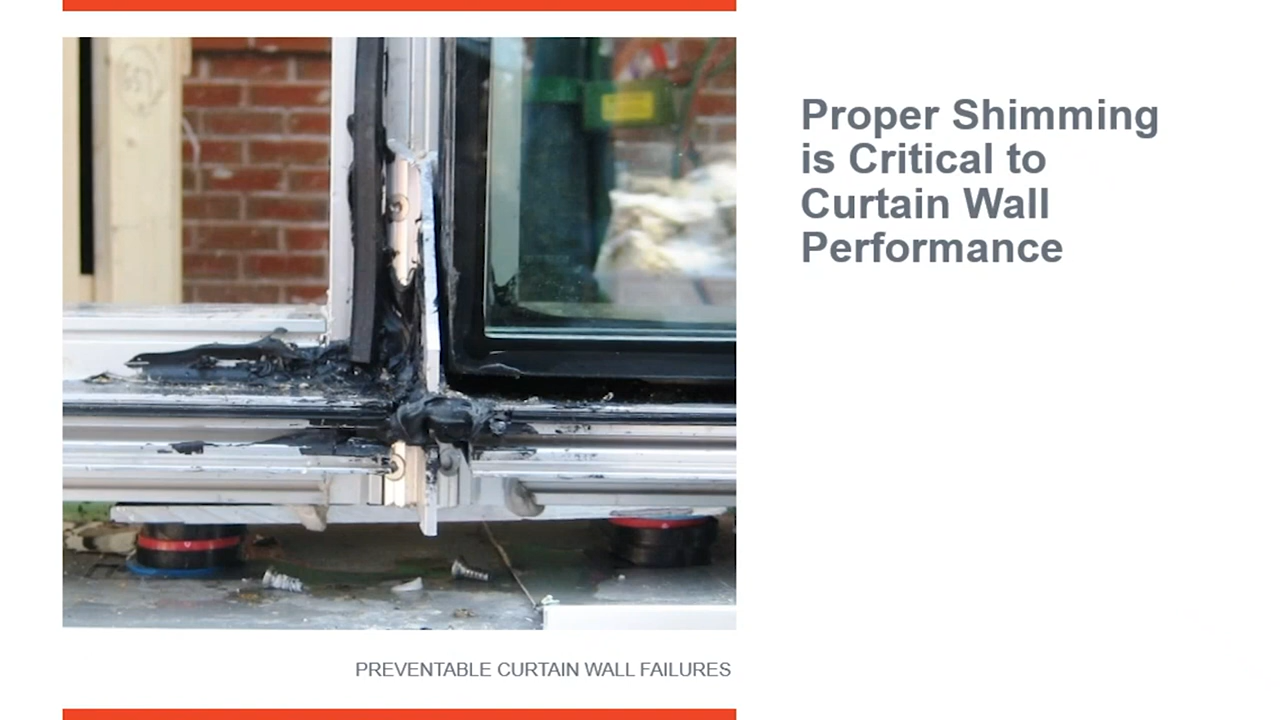 Proper Shimming
is Critical to
Curtain Wall
Performance
PREVENTABLE CURTAIN WALL FAILURES